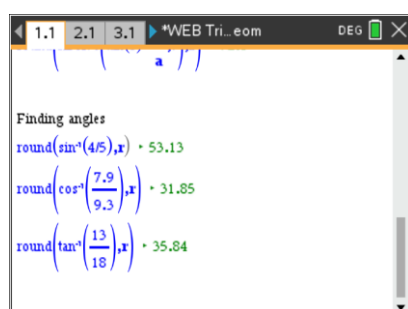 1.1 2.1 3.1 *WEB Tri...eom DEG
a
Finding angles
round(sin⁻¹(4/5),r) ▸ 53.13
round(cos⁻¹(7.9/9.3),r) ▸ 31.85
round(tan⁻¹(13/18),r) ▸ 35.84